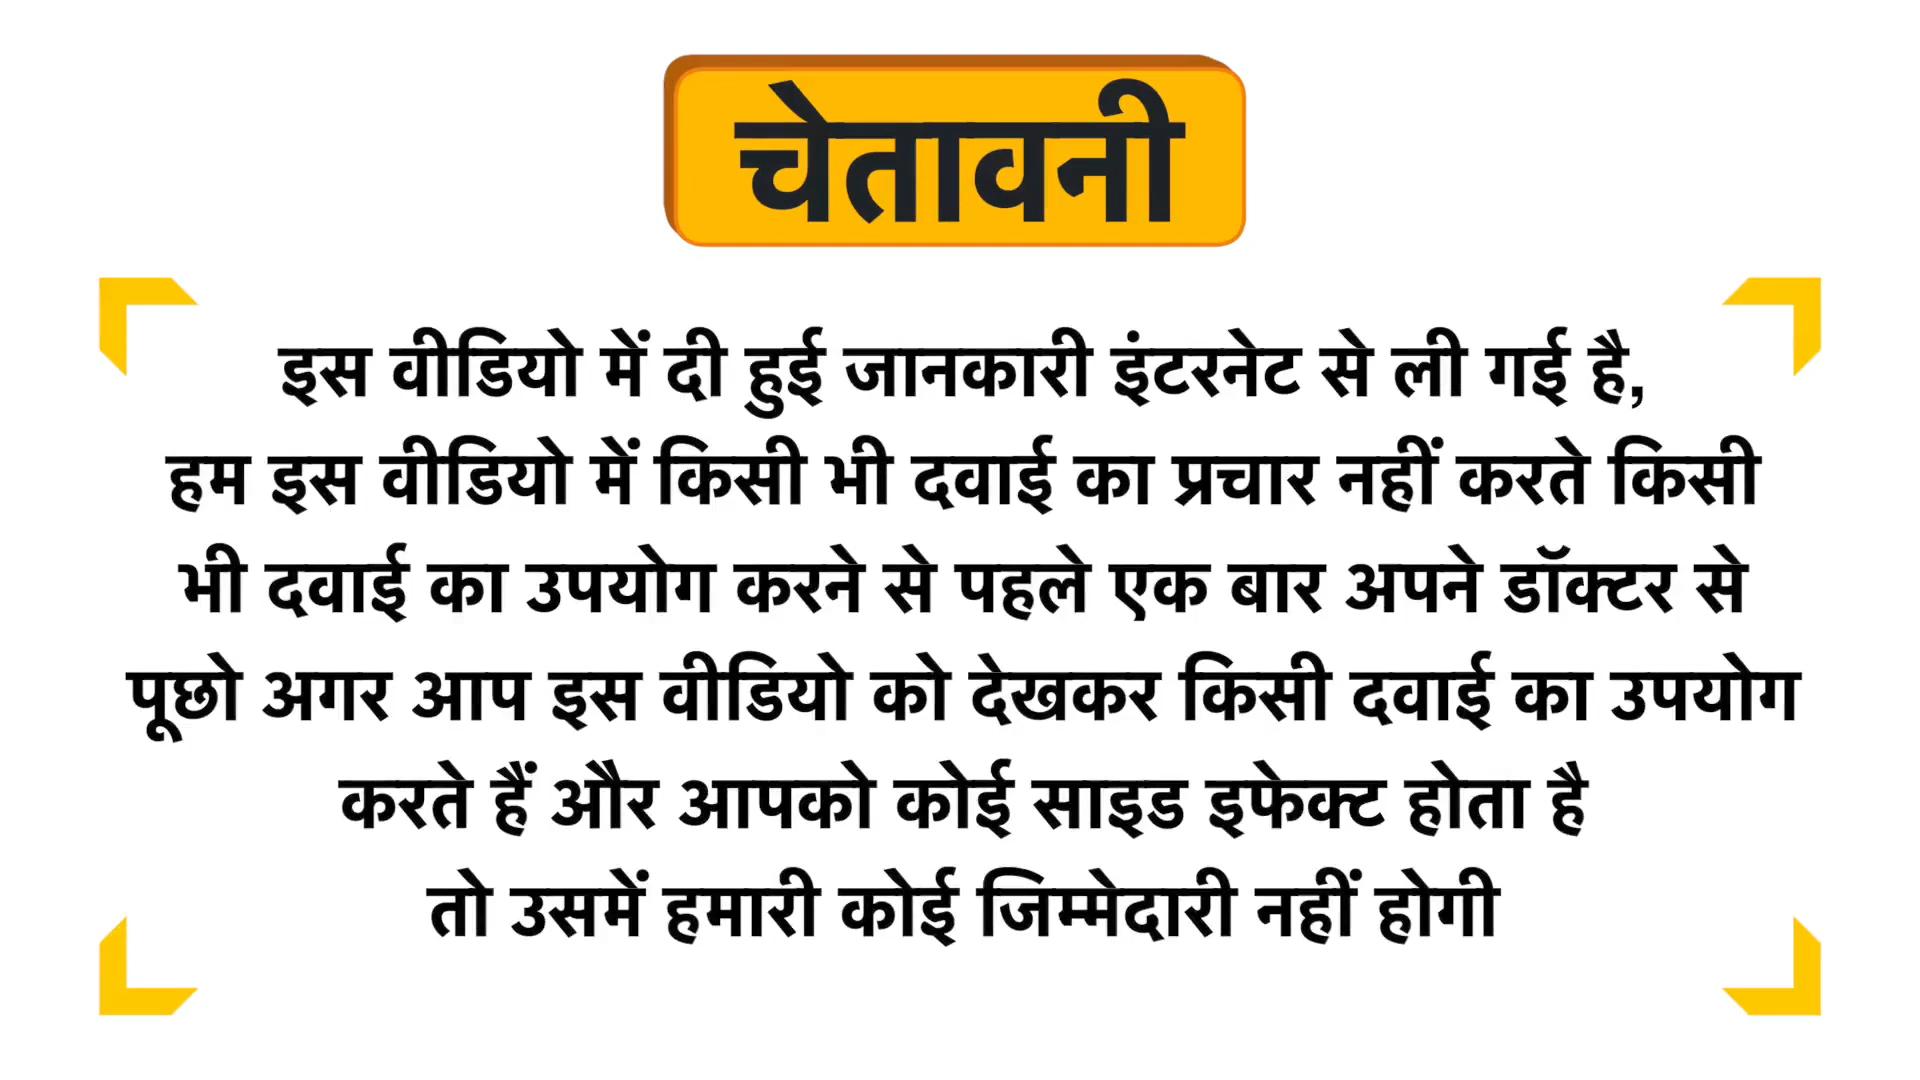 चेतावनी
इस वीडियो में दी हुई जानकारी इंटरनेट से ली गई है,
हम इस वीडियो में किसी भी दवाई का प्रचार नहीं करते किसी
भी दवाई का उपयोग करने से पहले एक बार अपने डॉक्टर से
पूछो अगर आप इस वीडियो को देखकर किसी दवाई का उपयोग
करते हैं और आपको कोई साइड इफेक्ट होता है
तो उसमें हमारी कोई जिम्मेदारी नहीं होगी